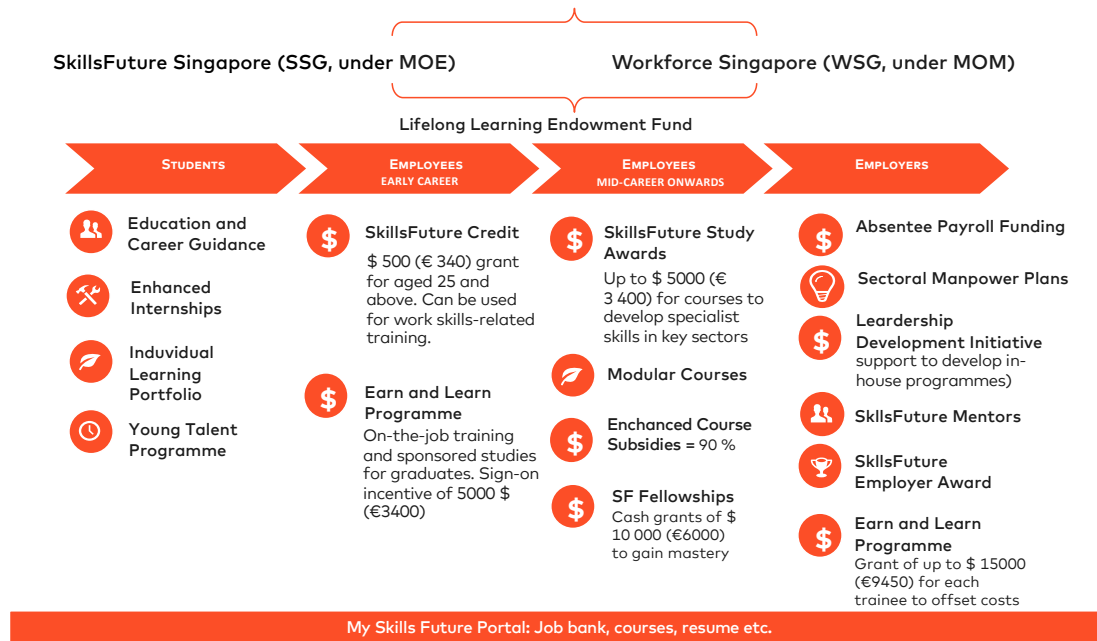 SkillsFuture Singapore (SSG, under MOE)
Workforce Singapore (WSG, under MOM)
Lifelong Learning Endowment Fund
STUDENTS
Education and
Career Guidance
Enhanced
Internships
Induvidual
Learning
Portfolio
Young Talent
Programme
EMPLOYEES
EARLY CAREER
$
SkillsFuture Credit
$ 500 (€ 340) grant
for aged 25 and
above. Can be used
for work skills-related
training.
$
Earn and Learn
Programme
On-the-job training
and sponsored studies
for graduates. Sign-on
incentive of 5000 $
(€3400)
EMPLOYEES
MID-CAREER ONWARDS
$
SkillsFuture Study
Awards
Up to $ 5000 (€
3 400) for courses to
develop specialist
skills in key sectors
Modular Courses
$
Enchanced Course
Subsidies = 90 %
$
SF Fellowships
Cash grants of $
10 000 (€6000)
to gain mastery
EMPLOYERS
$
Absentee Payroll Funding
Sectoral Manpower Plans
$
Leardership
Development Initiative
support to develop in-
house programmes)
SkllsFuture Mentors
SkllsFuture
Employer Award
$
Earn and Learn
Programme
Grant of up to $ 15000
(€9450) for each
trainee to offset costs
My Skills Future Portal: Job bank, courses, resume etc.